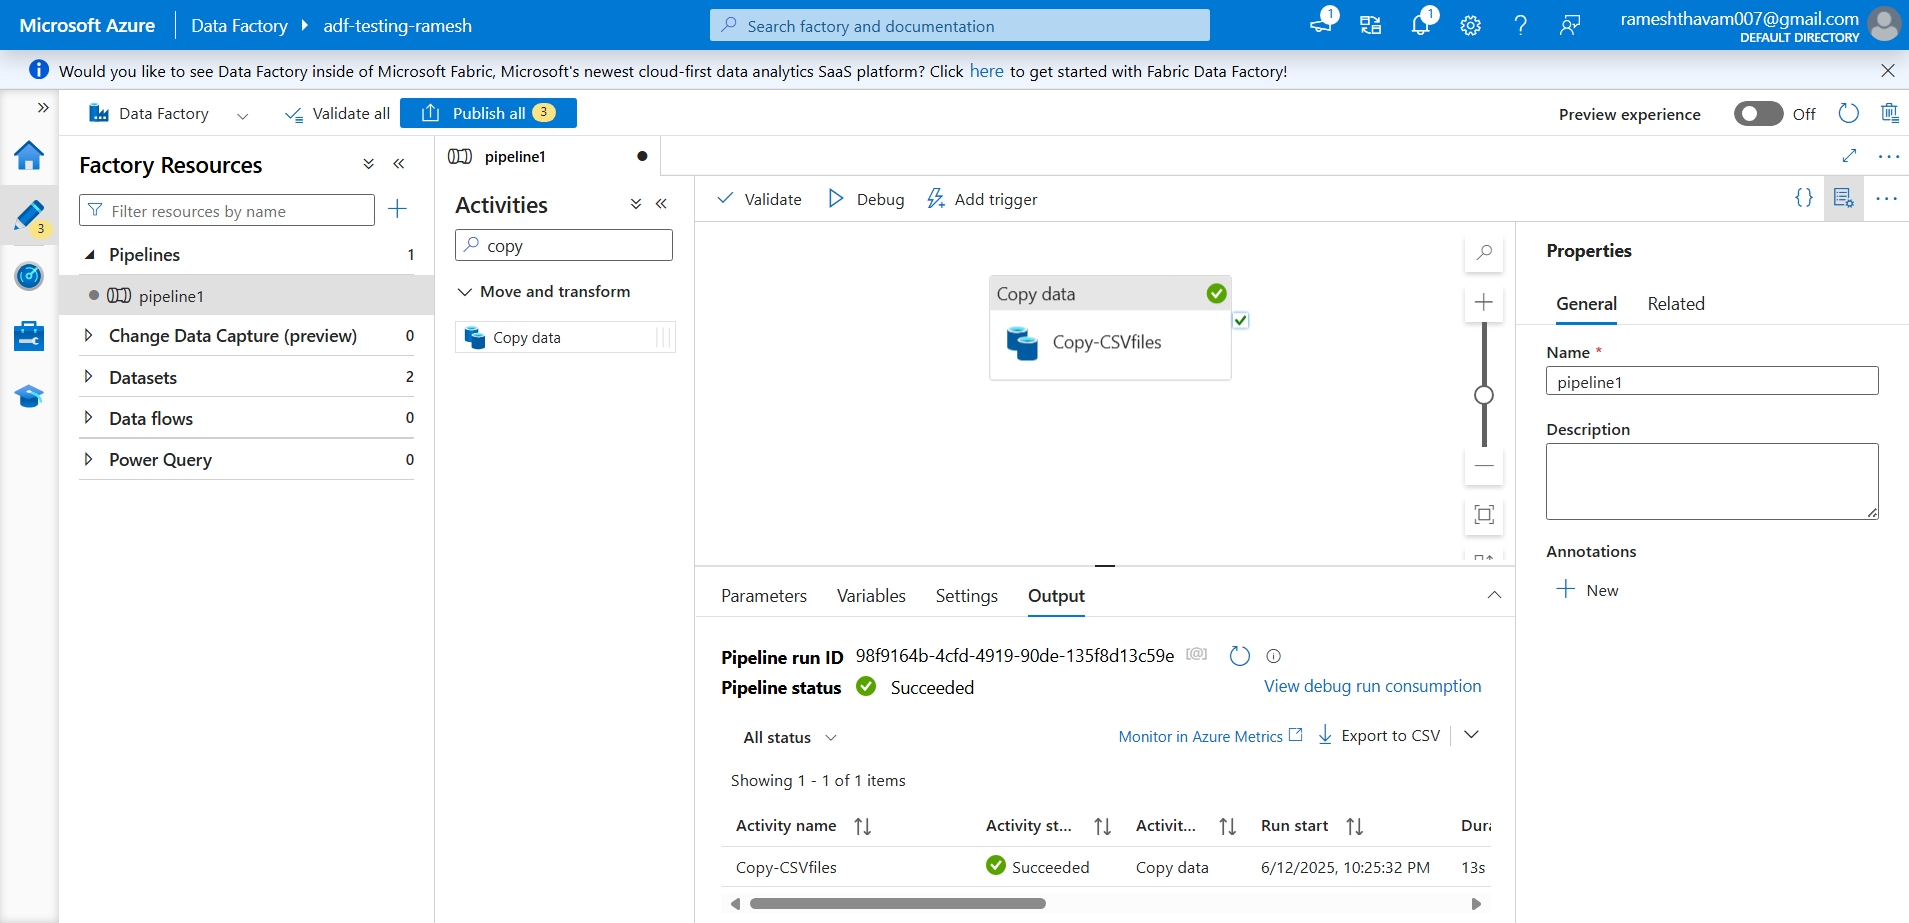 Microsoft Azure
Data Factory
adf-testing-ramesh
Search factory and documentation
1
1
rameshthavam007@gmail.com
DEFAULT DIRECTORY
Would you like to see Data Factory inside of Microsoft Fabric, Microsoft's newest cloud-first data analytics SaaS platform? Click here to get started with Fabric Data Factory!
Data Factory
Validate all
Publish all 3
Preview experience
Off
3
Factory Resources
Filter resources by name
Pipelines 1
pipeline1
Change Data Capture (preview) 0
Datasets 2
Data flows 0
Power Query 0
pipeline1
Activities
copy
Move and transform
Copy data
Validate
Debug
Add trigger
{}
Copy data
Copy-CSVfiles
Parameters
Variables
Settings
Output
Pipeline run ID 98f9164b-4cfd-4919-90de-135f8d13c59e [@]
Pipeline status Succeeded
View debug run consumption
All status
Monitor in Azure Metrics
Export to CSV
Showing 1 - 1 of 1 items
Activity name Activity st... Activit... Run start Dura
Copy-CSVfiles Succeeded Copy data 6/12/2025, 10:25:32 PM 13s
Properties
General
Related
Name *
pipeline1
Description
Annotations
New